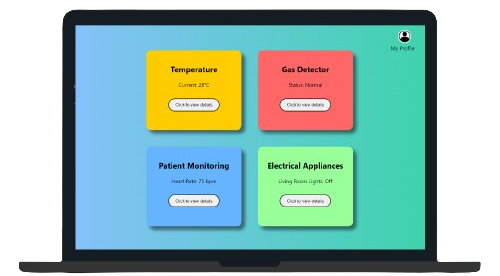 My Profile
Temperature
Current: 28°C
Click to view details
Gas Detector
Status: Normal
Click to view details
Patient Monitoring
Heart Rate: 75 bpm
Click to view details
Electrical Appliances
Living Room Lights: Off
Click to view details